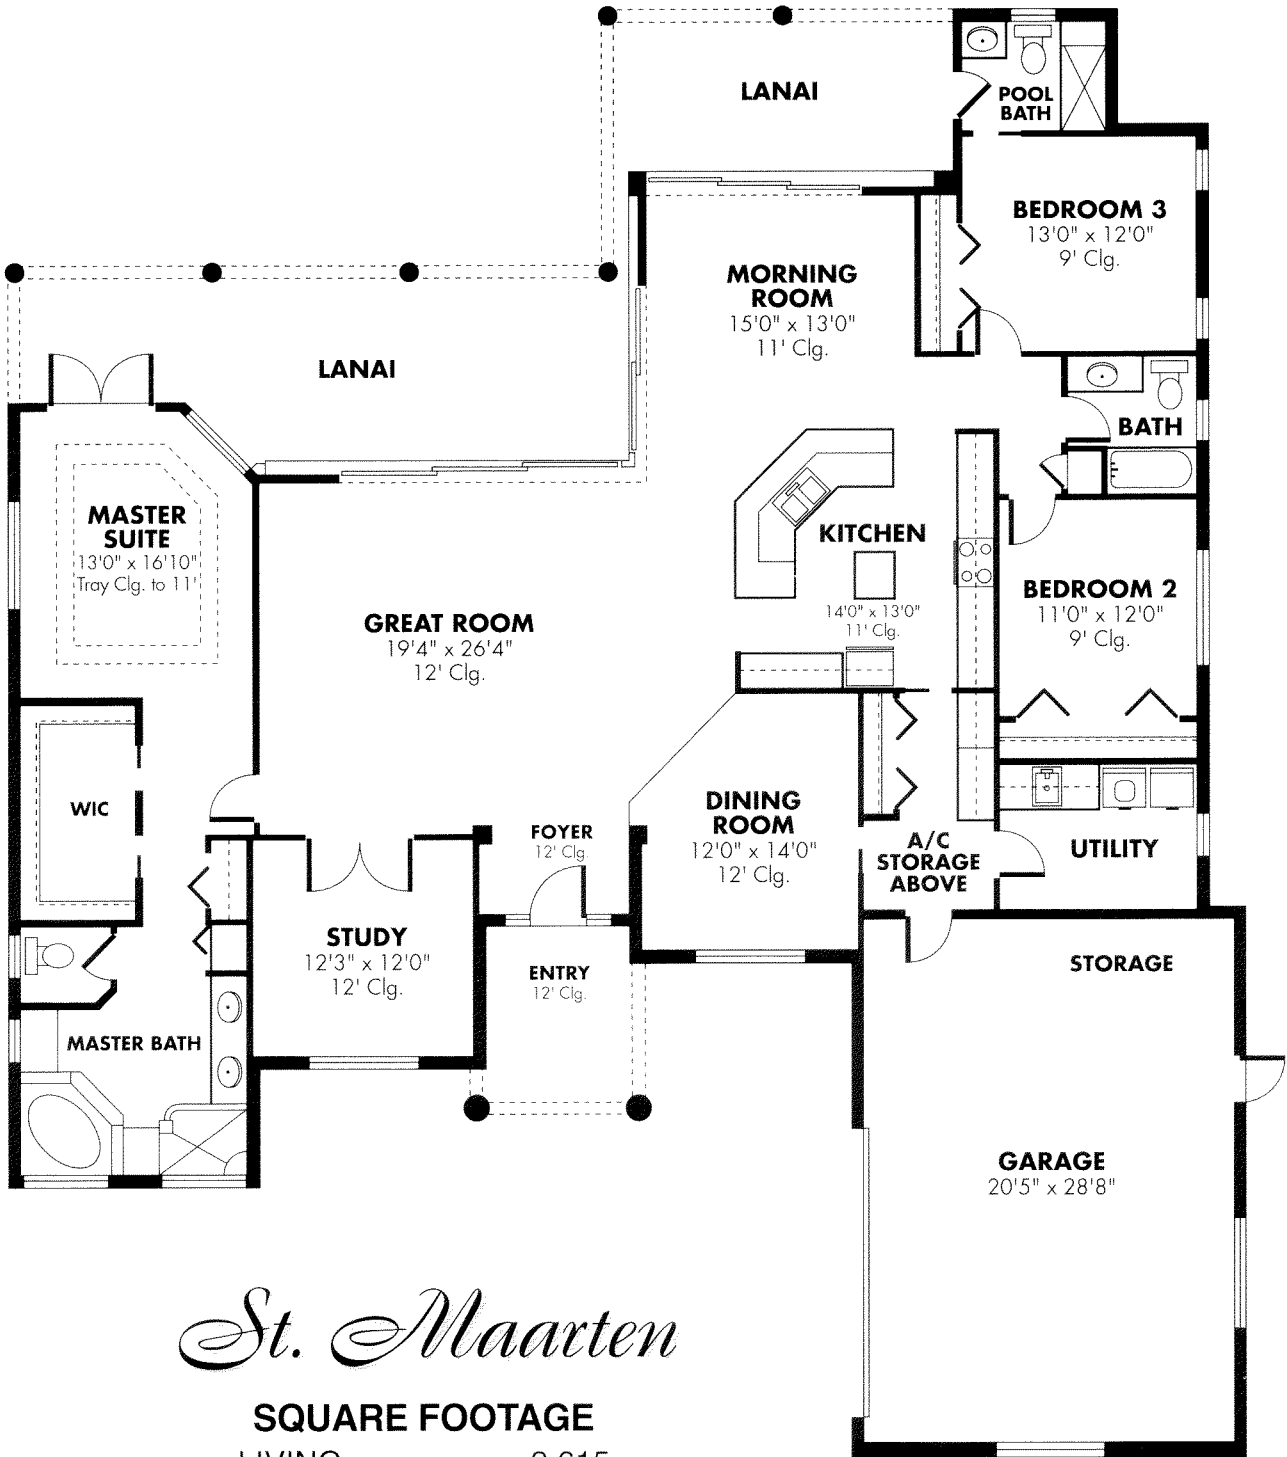 LANAI
POOL
BATH
BEDROOM 3
13'0" x 12'0"
9' Clg.
MORNING
ROOM
15'0" x 13'0"
11' Clg.
LANAI
BATH
MASTER
SUITE
13'0" x 16'10"
Tray Clg. to 11'
KITCHEN
14'0" x 13'0"
11' Clg.
BEDROOM 2
11'0" x 12'0"
9' Clg.
GREAT ROOM
19'4" x 26'4"
12' Clg.
WIC
FOYER
12' Clg.
DINING
ROOM
12'0" x 14'0"
12' Clg.
A/C
STORAGE
ABOVE
UTILITY
STUDY
12'3" x 12'0"
12' Clg.
ENTRY
12' Clg.
STORAGE
MASTER BATH
GARAGE
20'5" x 28'8"
St. Maarten
SQUARE FOOTAGE
LIVING